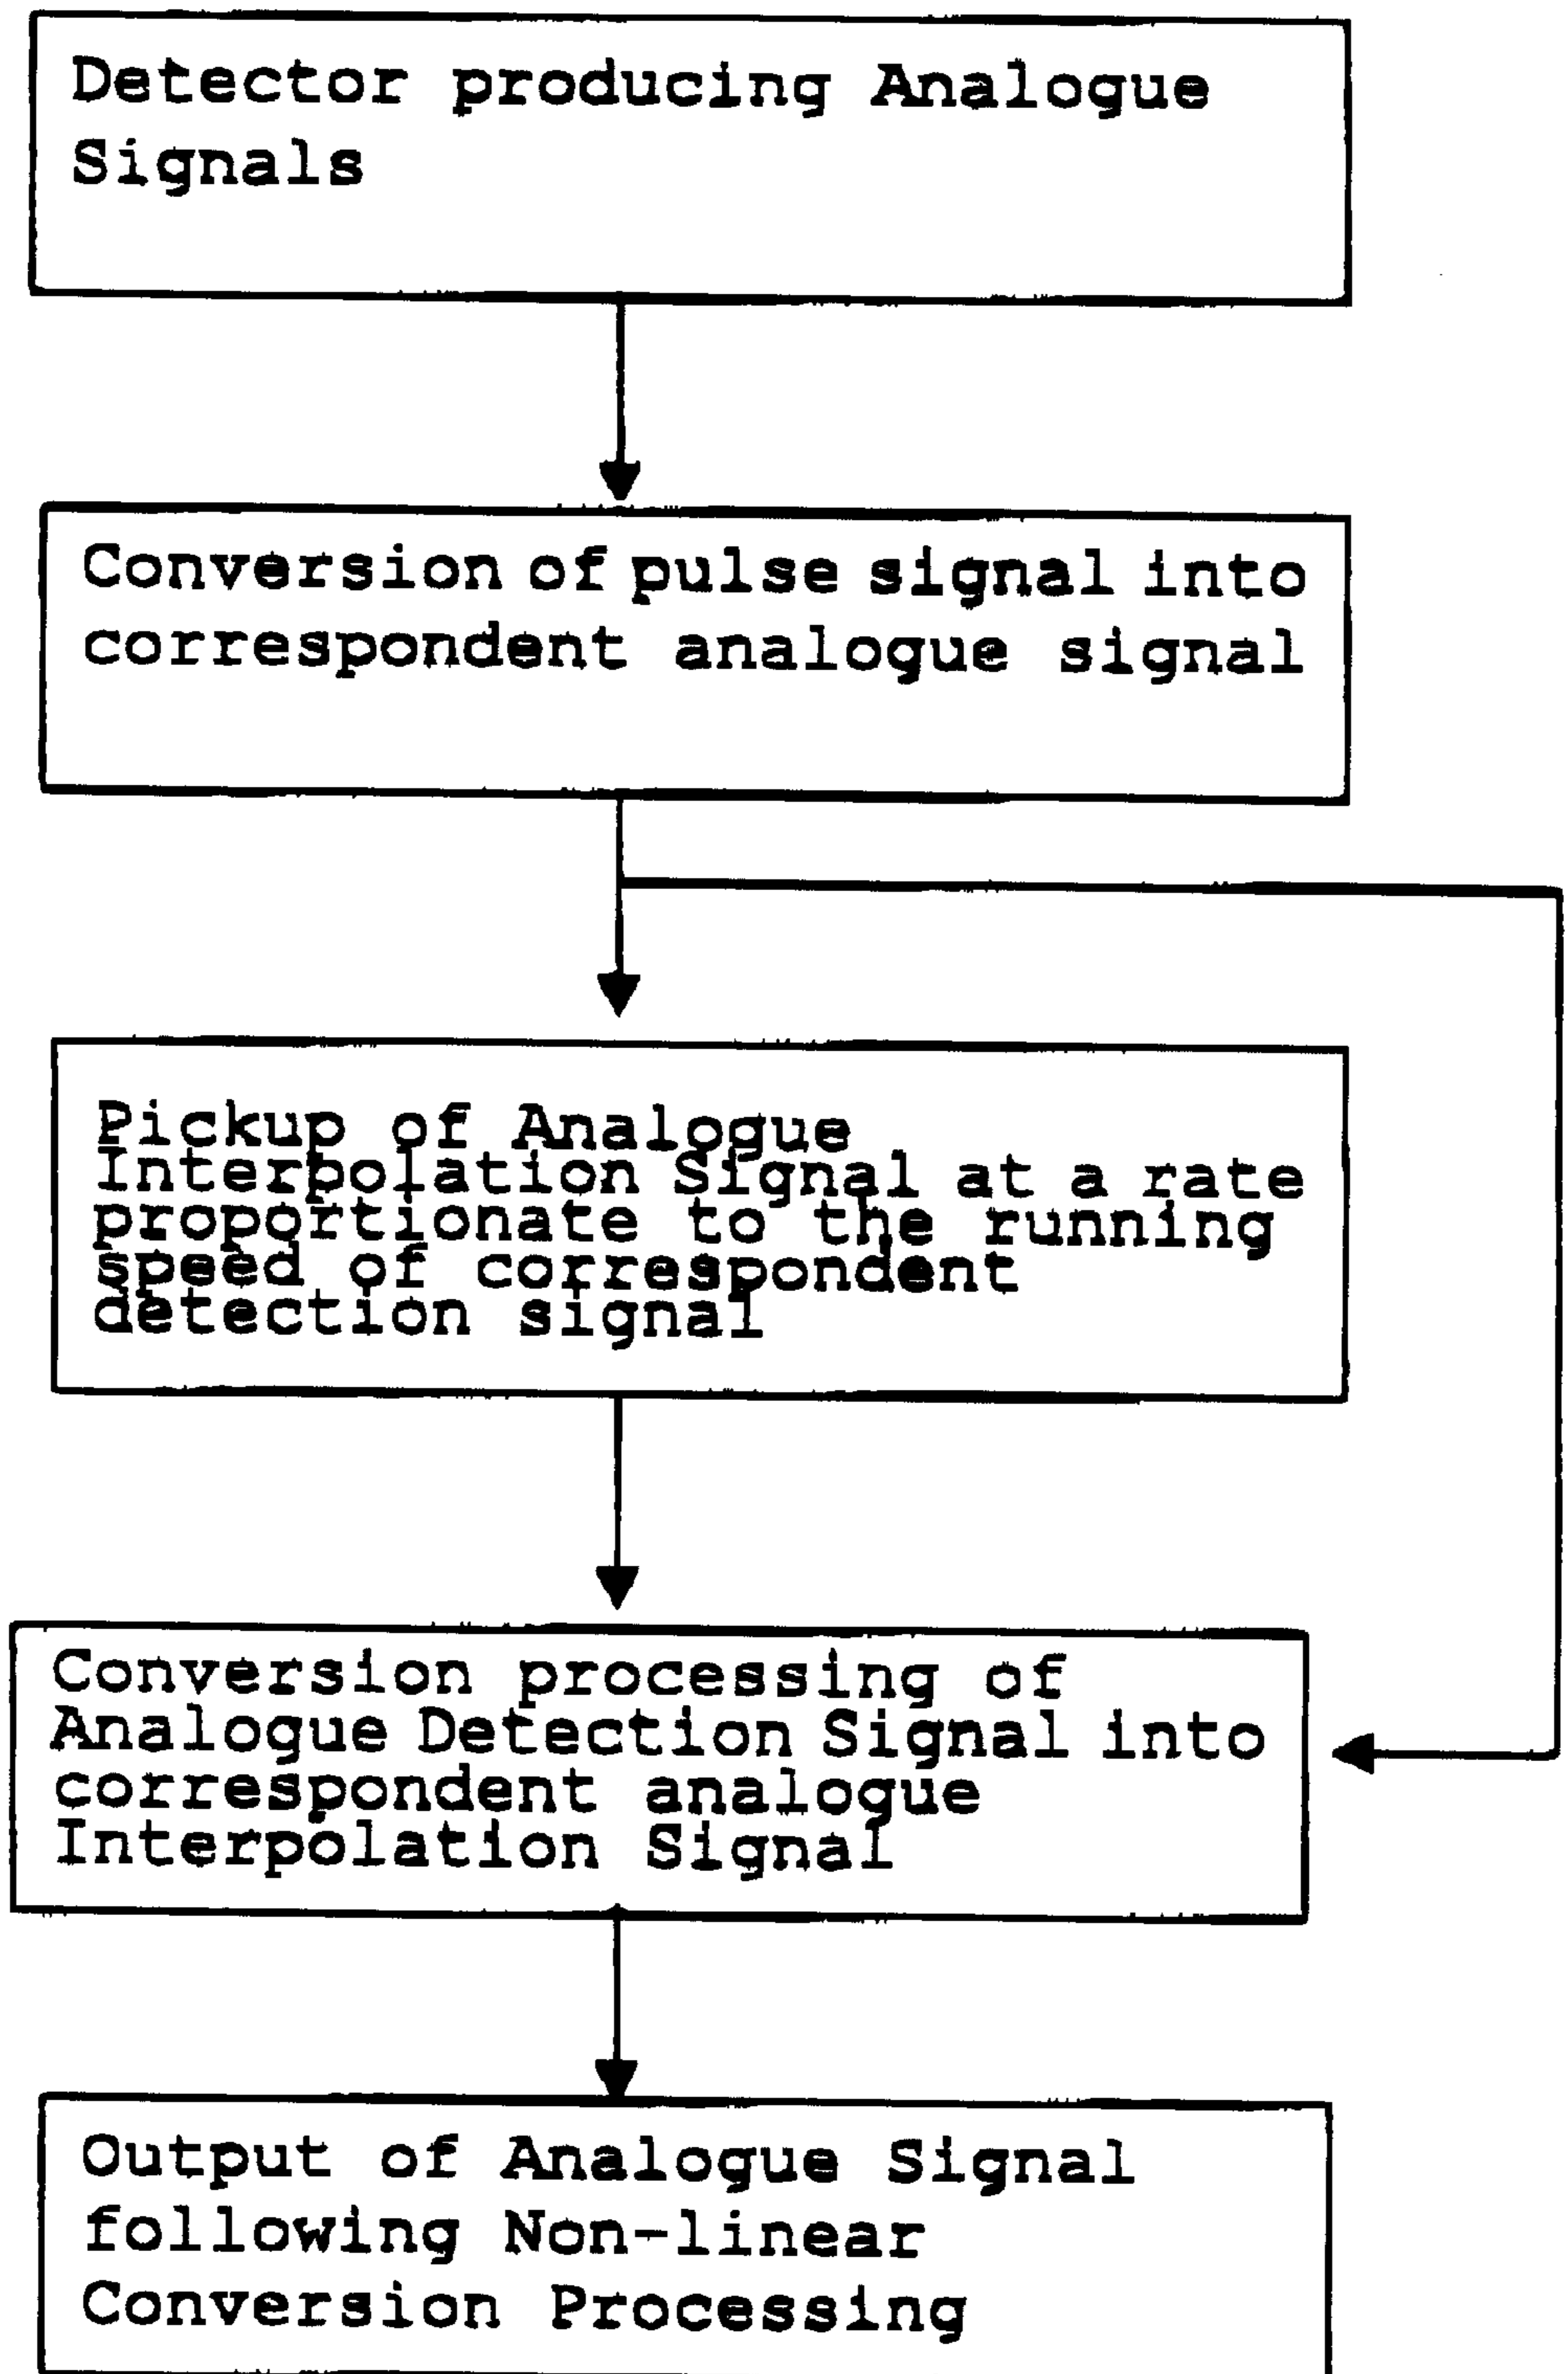 Detector producing Analogue
Signals
Conversion of pulse signal into
correspondent analogue signal
Pickup of Analogue
Interpolation Signal at a rate
proportionate to the running
speed of correspondent
detection signal
Conversion processing of
Analogue Detection Signal into
correspondent analogue
Interpolation Signal
Output of Analogue Signal
following Non-linear
Conversion Processing